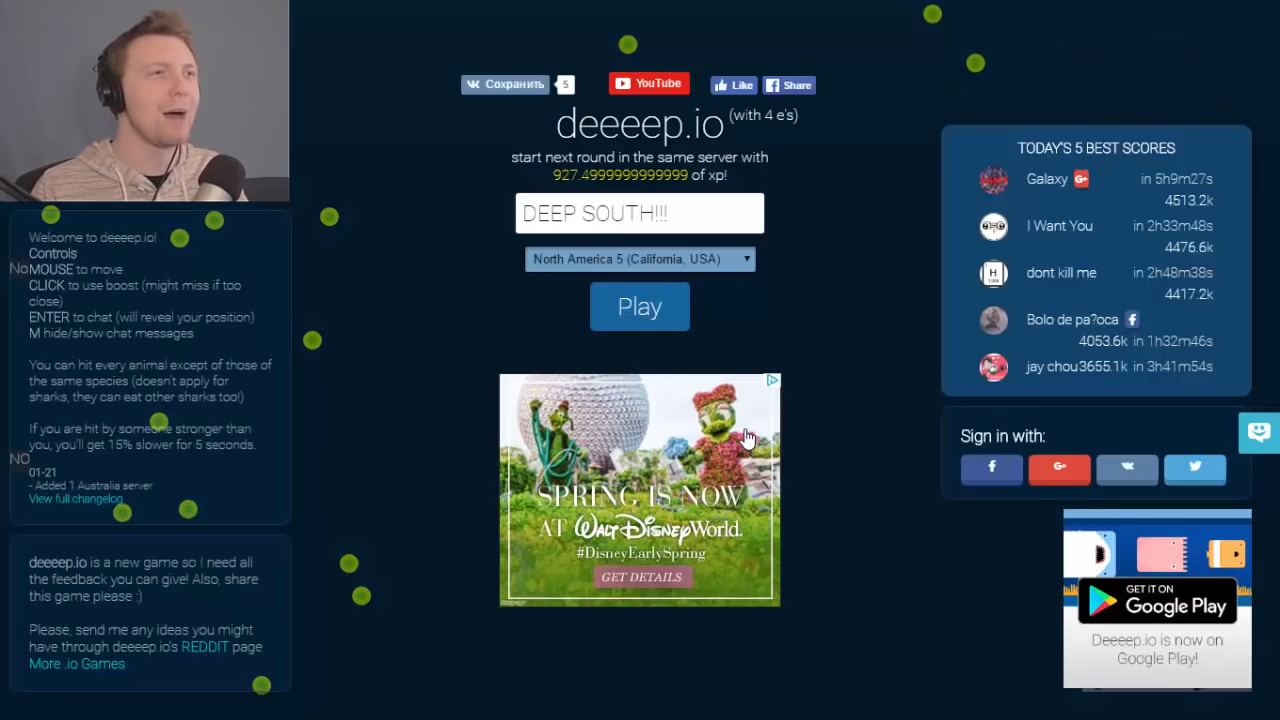 Сохранить 5
YouTube
Like
Share
deeeep.io (with 4 e's)
start next round in the same server with
927.4999999999999 of xp!
DEEP SOUTH!!!
North America 5 (California, USA)
Play
Welcome to deeeep.io!
Controls
MOUSE to move
CLICK to use boost (might miss if too
close)
ENTER to chat (will reveal your position)
M hide/show chat messages
You can hit every animal except of those of
the same species (doesn't apply for
sharks, they can eat other sharks too!)
If you are hit by someone stronger than
you, you'll get 15% slower for 5 seconds.
01-21
- Added 1 Australia server
View full changelog
No
NO
deeeep.io is a new game so I need all
the feedback you can give! Also, share
this game please :)
Please, send me any ideas you might
have through deeeep.io's REDDIT page
More .io Games
SPRING IS NOW
AT WALT DISNEY World.
#DisneyEarlySpring
GET DETAILS
TODAY'S 5 BEST SCORES
Galaxy G+ in 5h9m27s
4513.2k
I Want You in 2h33m48s
4476.6k
H
dont kill me in 2h48m38s
4417.2k
Bolo de pa?oca f
4053.6k in 1h32m46s
jay chou 3655.1k in 3h41m54s
Sign in with:
f G+
GET IT ON
Google Play
Deeeep.io is now on
Google Play!